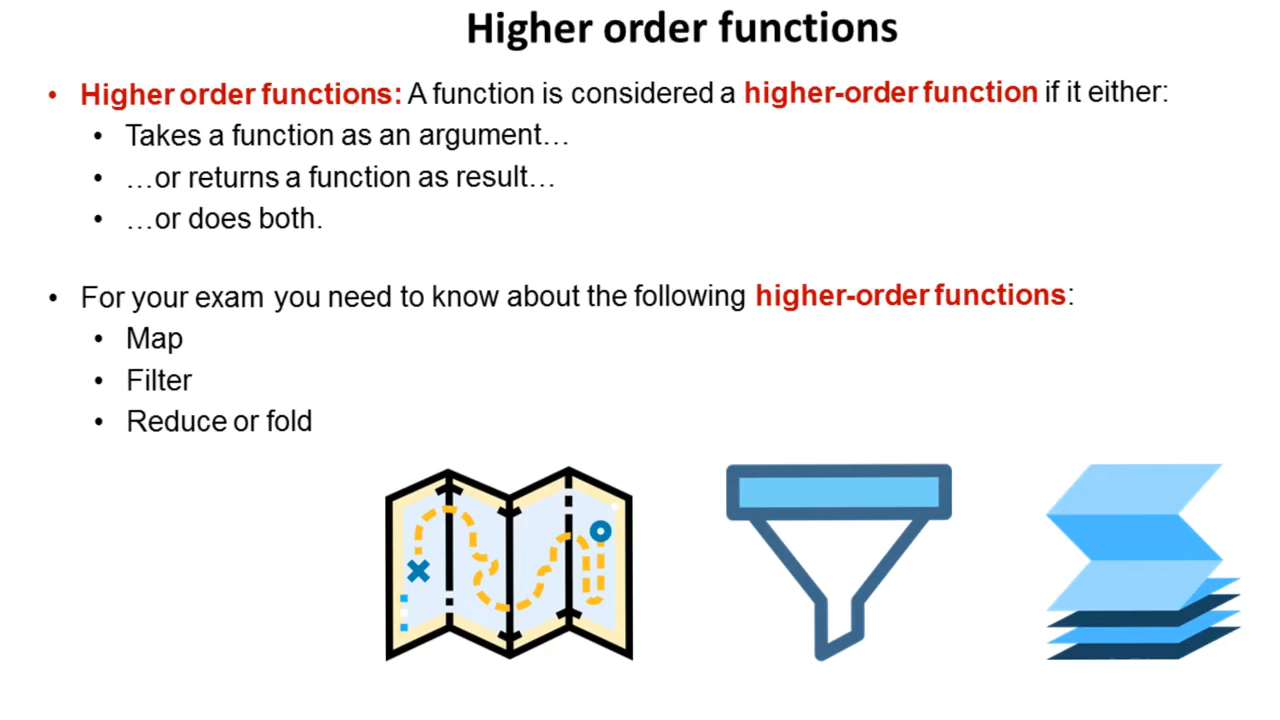 Higher order functions
• Higher order functions: A function is considered a higher-order function if it either:
• Takes a function as an argument…
• …or returns a function as result…
• …or does both.
• For your exam you need to know about the following higher-order functions:
• Map
• Filter
• Reduce or fold